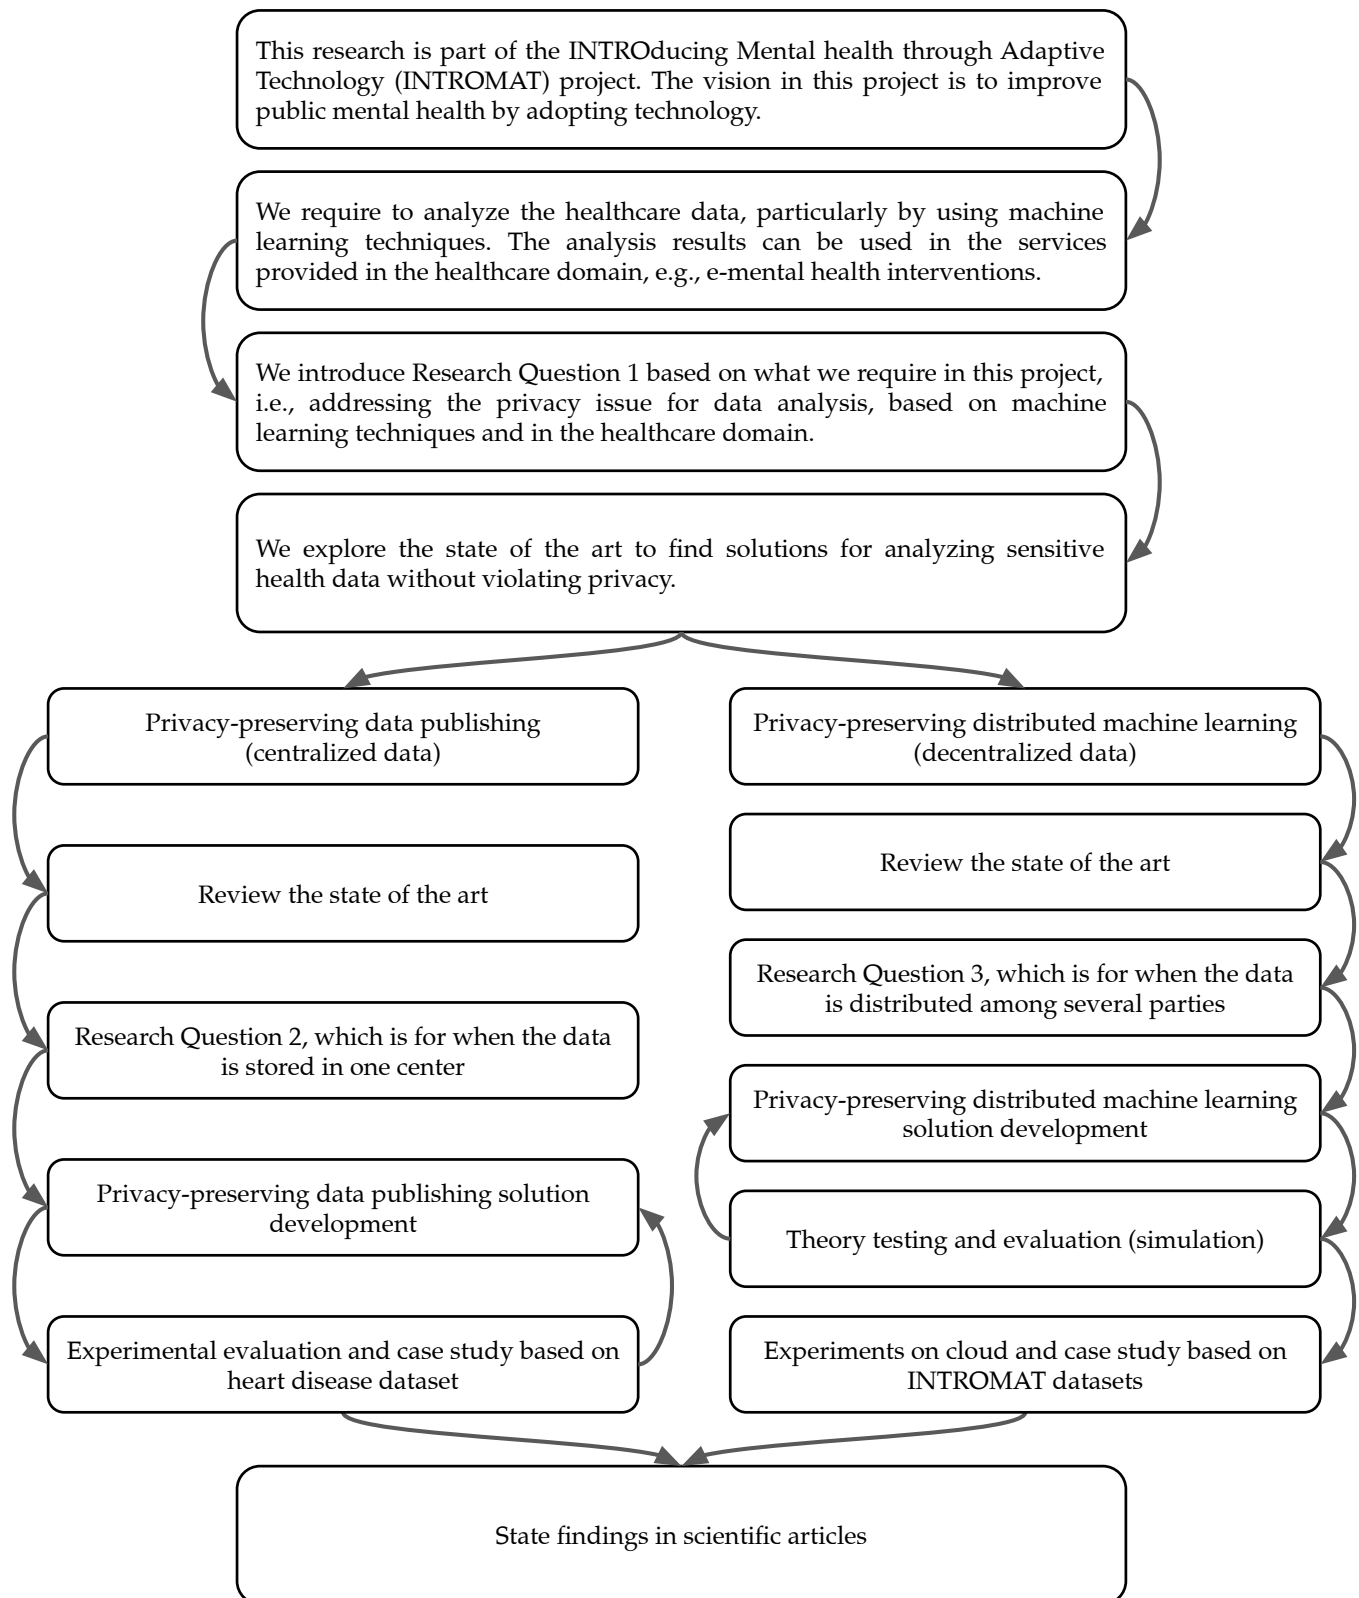 This research is part of the INTROducing Mental health through Adaptive
Technology (INTROMAT) project. The vision in this project is to improve
public mental health by adopting technology.
We require to analyze the healthcare data, particularly by using machine
learning techniques. The analysis results can be used in the services
provided in the healthcare domain, e.g., e-mental health interventions.
We introduce Research Question 1 based on what we require in this project,
i.e., addressing the privacy issue for data analysis, based on machine
learning techniques and in the healthcare domain.
We explore the state of the art to find solutions for analyzing sensitive
health data without violating privacy.
Privacy-preserving data publishing
(centralized data)
Review the state of the art
Research Question 2, which is for when the data
is stored in one center
Privacy-preserving data publishing solution
development
Experimental evaluation and case study based on
heart disease dataset
Privacy-preserving distributed machine learning
(decentralized data)
Review the state of the art
Research Question 3, which is for when the data
is distributed among several parties
Privacy-preserving distributed machine learning
solution development
Theory testing and evaluation (simulation)
Experiments on cloud and case study based on
INTROMAT datasets
State findings in scientific articles